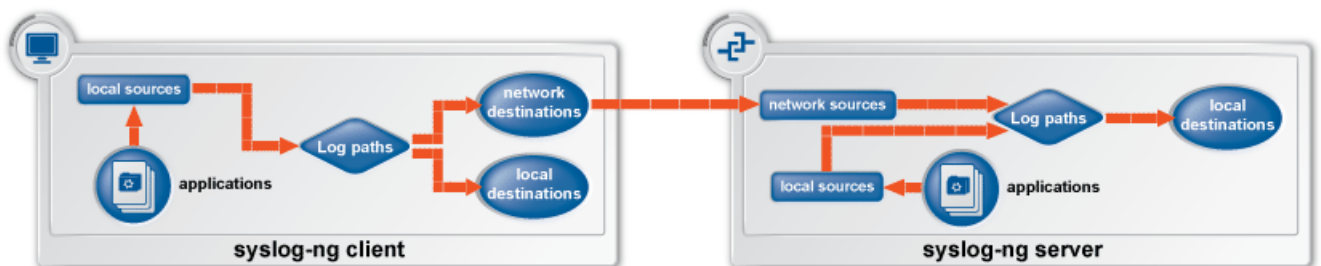 local sources
applications
Log paths
network
destinations
local
destinations
syslog-ng client
network sources
local sources
applications
Log paths
local
destinations
syslog-ng server